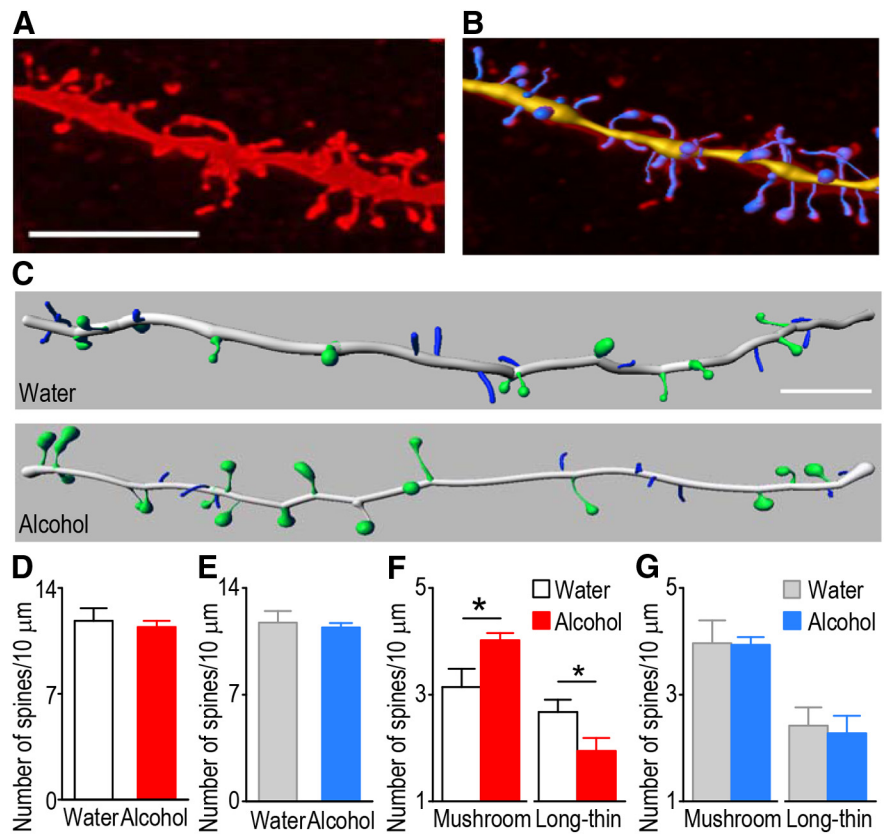 A
B
C
Water
Alcohol
D
Number of spines/10 μm
14
7
0
Water Alcohol
E
Number of spines/10 μm
14
7
0
Water Alcohol
F
Number of spines/10 μm
5
3
1
Water
Alcohol
*
*
Mushroom Long-thin
G
Number of spines/10 μm
5
3
1
Water
Alcohol
Mushroom Long-thin